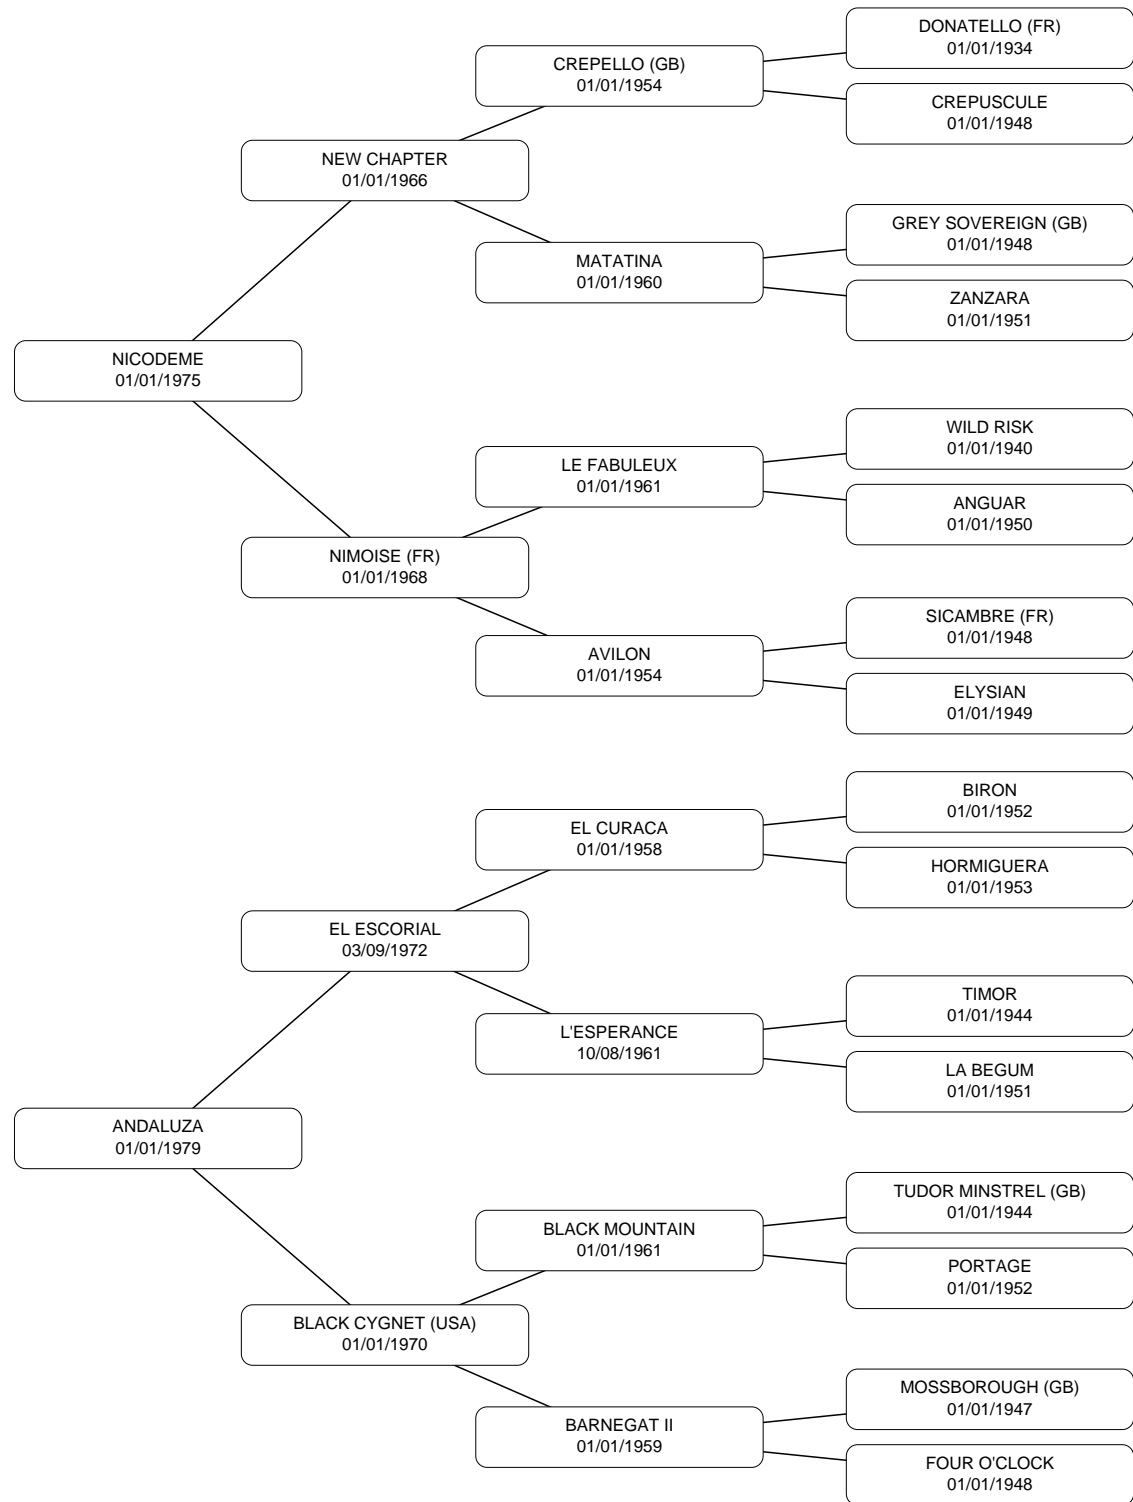 DONATELLO (FR)
01/01/1934
CREPELLO (GB)
01/01/1954
CREPUSCULE
01/01/1948
NEW CHAPTER
01/01/1966
GREY SOVEREIGN (GB)
01/01/1948
MATATINA
01/01/1960
ZANZARA
01/01/1951
NICODEME
01/01/1975
WILD RISK
01/01/1940
LE FABULEUX
01/01/1961
ANGUAR
01/01/1950
NIMOISE (FR)
01/01/1968
SICAMBRE (FR)
01/01/1948
AVILON
01/01/1954
ELYSIAN
01/01/1949
BIRON
01/01/1952
EL CURACA
01/01/1958
HORMIGUERA
01/01/1953
EL ESCORIAL
03/09/1972
TIMOR
01/01/1944
L'ESPERANCE
10/08/1961
LA BEGUM
01/01/1951
ANDALUZA
01/01/1979
TUDOR MINSTREL (GB)
01/01/1944
BLACK MOUNTAIN
01/01/1961
PORTAGE
01/01/1952
BLACK CYGNET (USA)
01/01/1970
MOSSBOROUGH (GB)
01/01/1947
BARNEGAT II
01/01/1959
FOUR O'CLOCK
01/01/1948